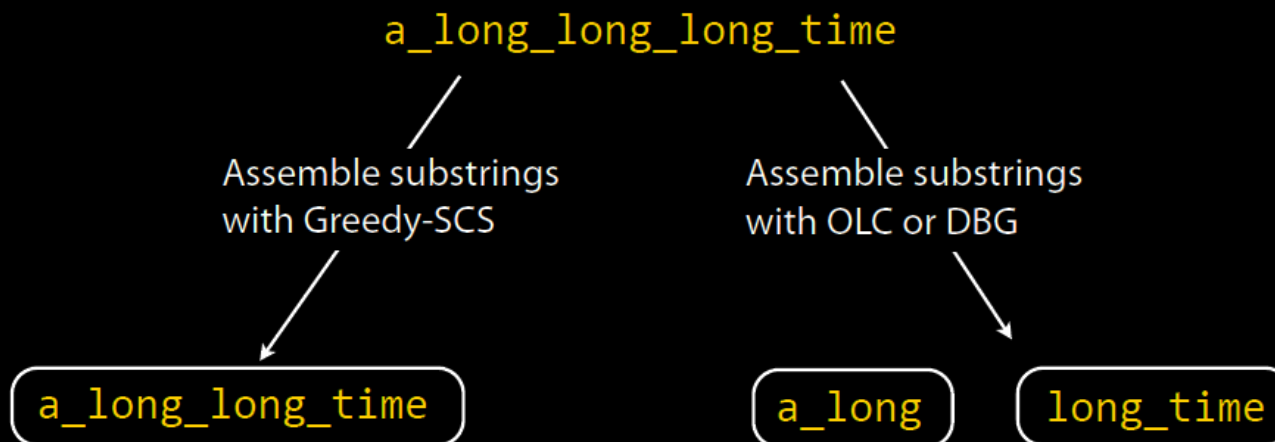 a_long_long_long_time
Assemble substrings
with Greedy-SCS
Assemble substrings
with OLC or DBG
a_long_long_time
a_long
long_time